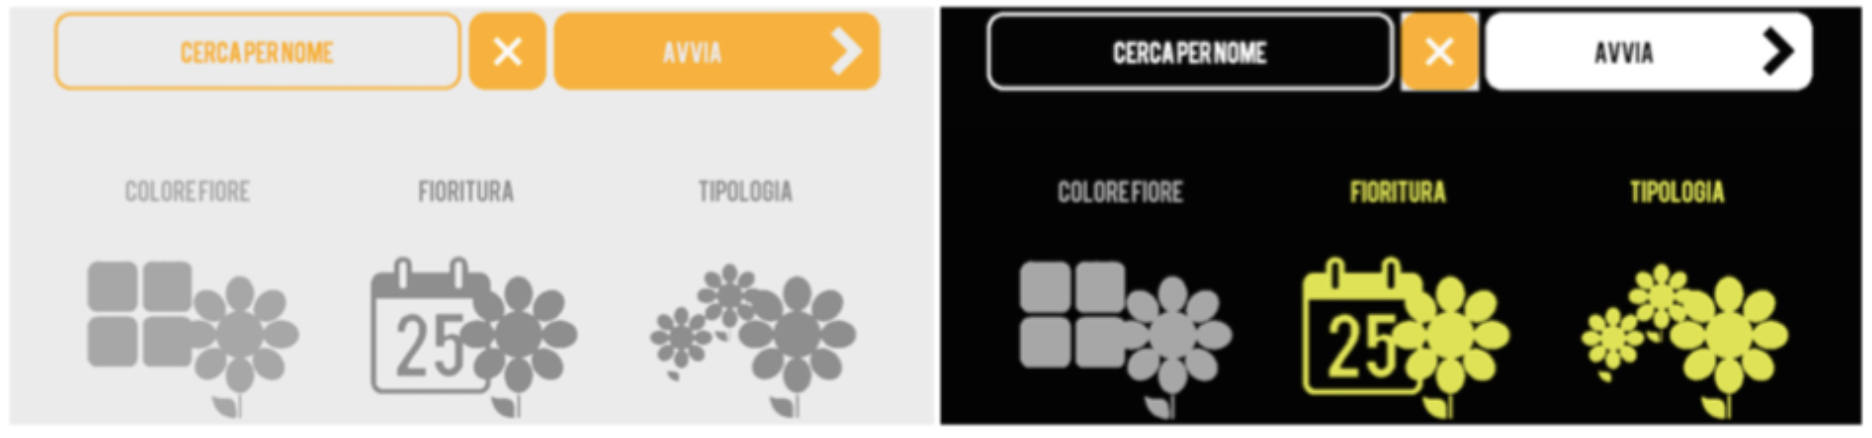 CERCA PER NOME
AVVIA
COLORE FIORE
FIORITURA
TIPOLOGIA
25
CERCA PER NOME
AVVIA
COLORE FIORE
FIORITURA
TIPOLOGIA
25